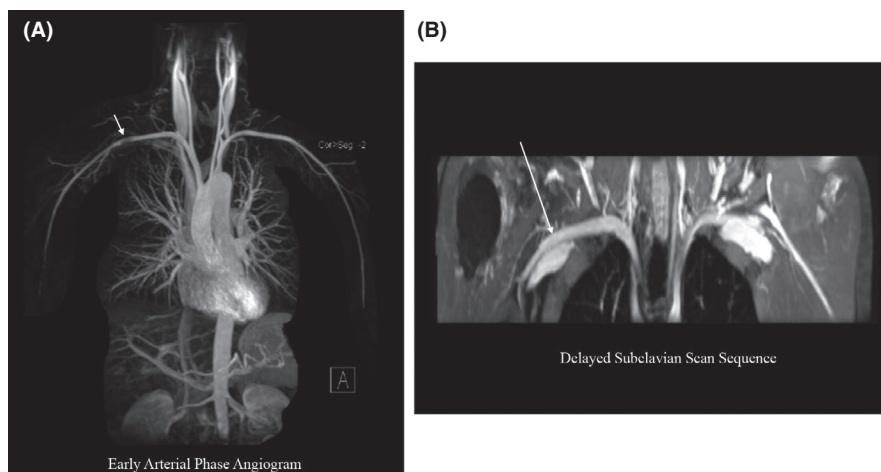 (A)
Cor>Seg -2
A
Early Arterial Phase Angiogram
(B)
Delayed Subclavian Scan Sequence